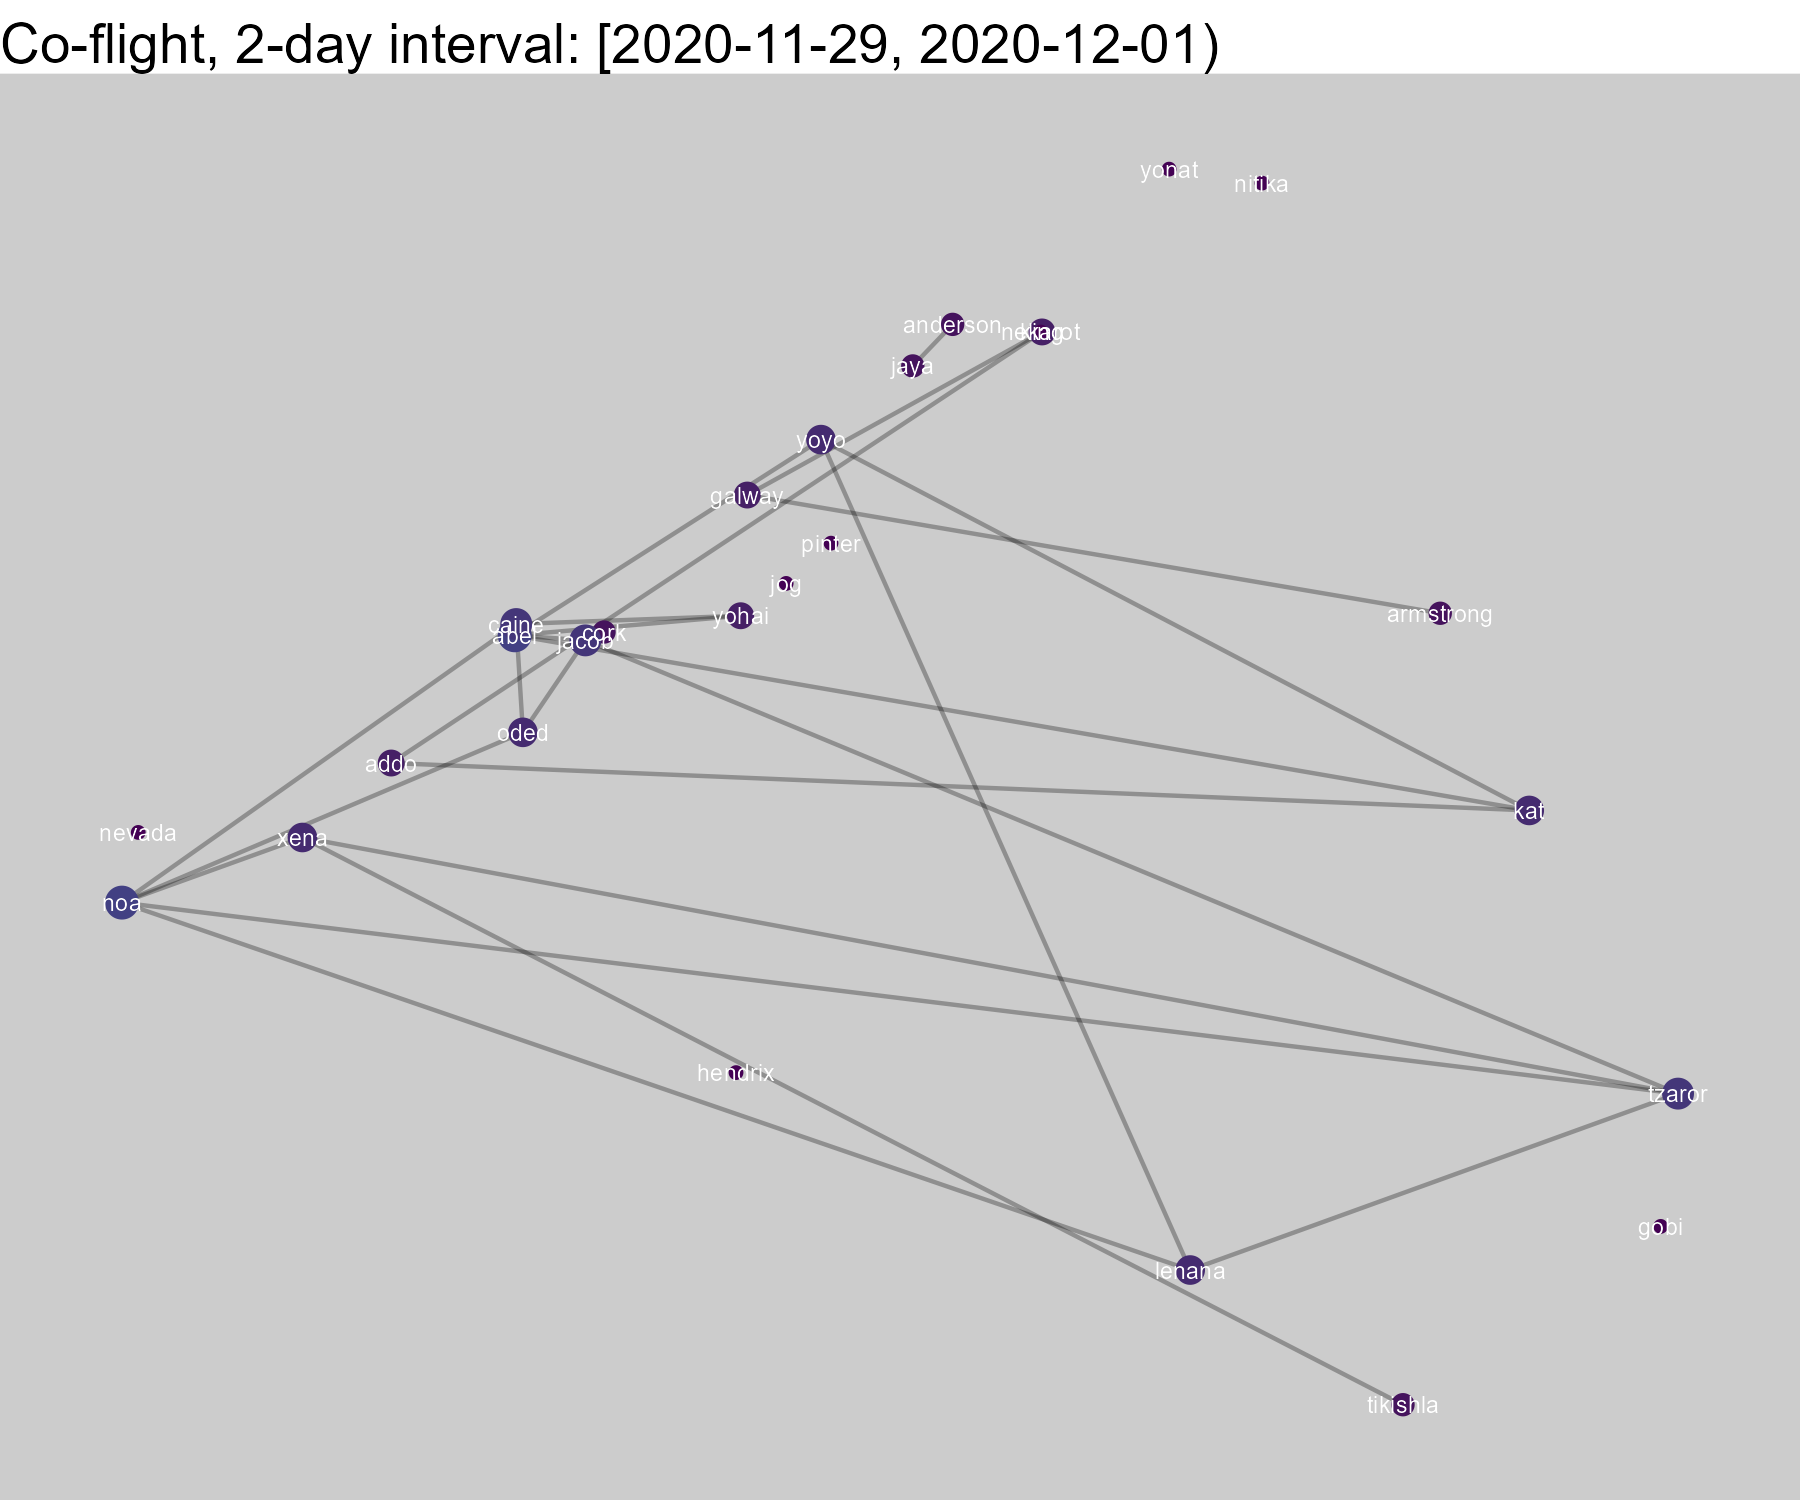 Co-flight, 2-day interval: [2020-11-29, 2020-12-01)
yonat
nitika
anderson
king
jaya
yoyo
galway
pinter
jog
armstrong
yohai
caine
abel
cork
jacob
oded
addo
kat
nevada
xena
noa
hendrix
tzaror
gobi
lenana
tikishla